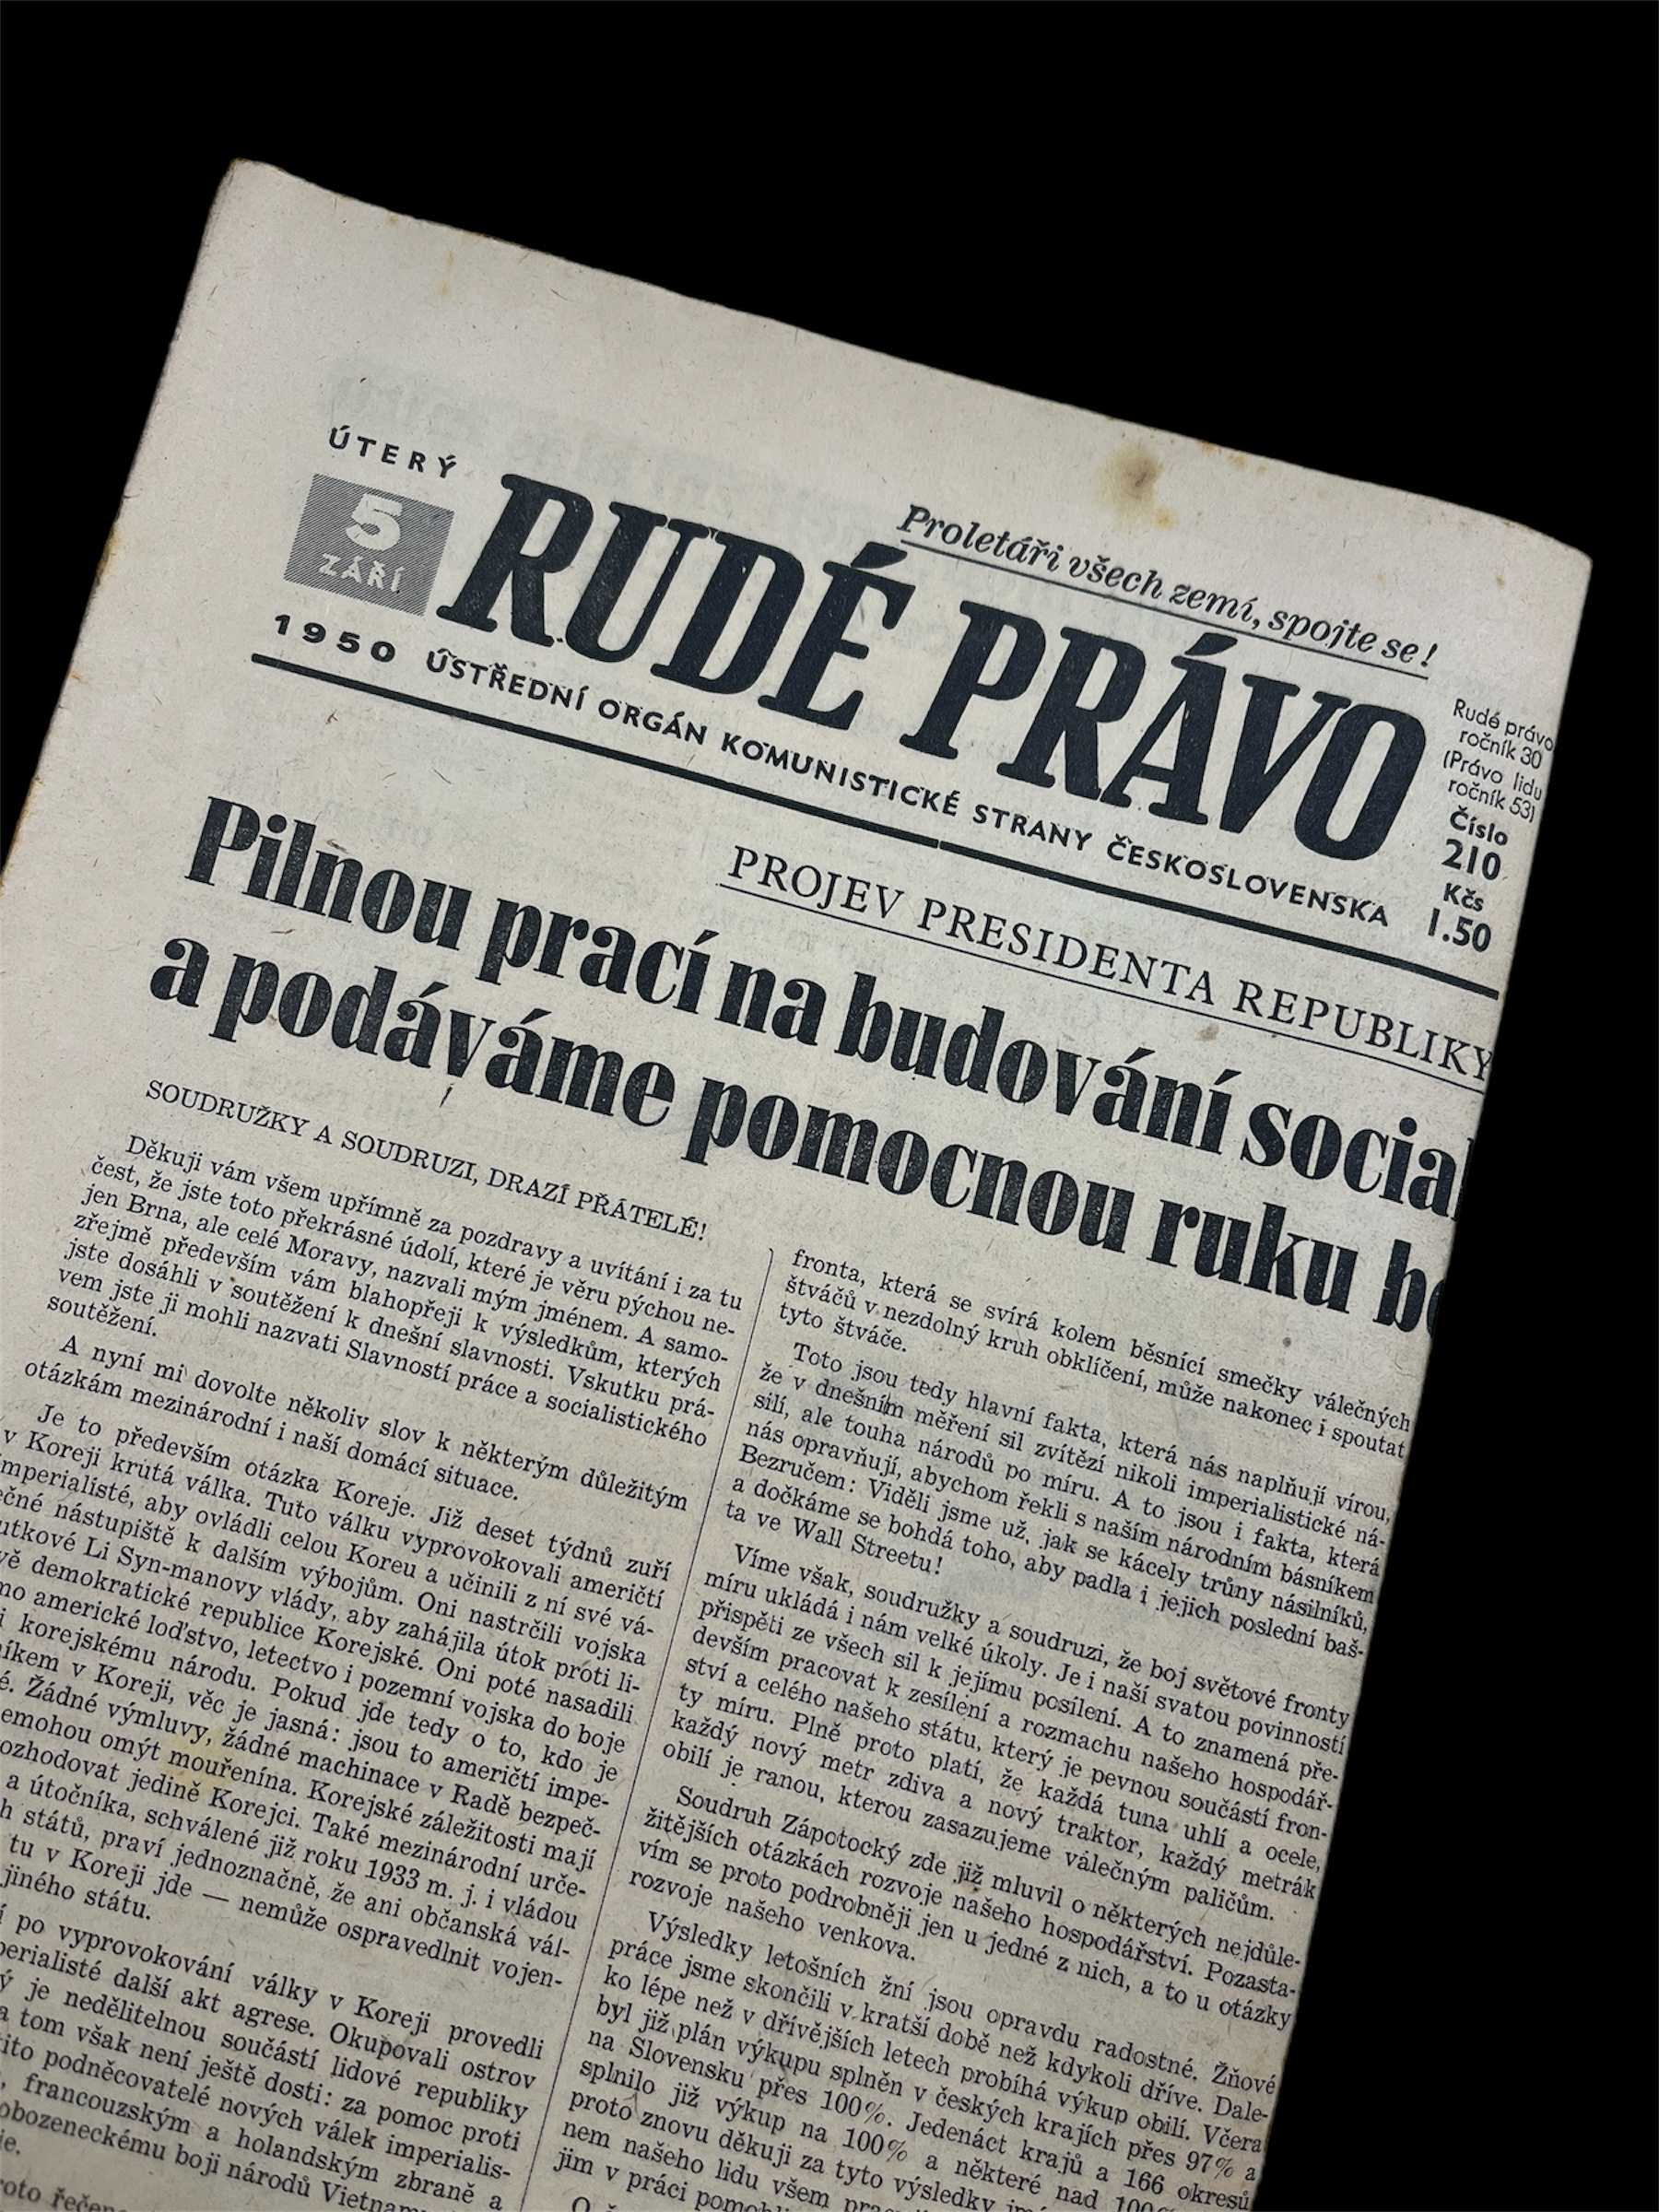 ÚTERÝ
5
ZÁŘÍ
1950
Proletáři všech zemí, spojte se!
RUDÉ PRÁVO
ÚSTŘEDNÍ ORGÁN KOMUNISTICKÉ STRANY ČESKOSLOVENSKA
Rudé právo
ročník 30
(Právo lidu
ročník 53)
Číslo
210
Kčs
1.50
PROJEV PRESIDENTA REPUBLIKY
Pilnou prací na budování social
a podáváme pomocnou ruku bo
SOUDRUŽKY A SOUDRUZI, DRAZÍ PŘÁTELÉ!
Děkuji vám všem upřímně za pozdravy a uvítání i za tu
čest, že jste toto překrásné údolí, které je věru pýchou ne-
jen Brna, ale celé Moravy, nazvali mým jménem. A samo-
zřejmě především vám blahopřeji k výsledkům, kterých
jste dosáhli v soutěžení k dnešní slavnosti. Vskutku prá-
vem jste ji mohli nazvati Slavností práce a socialistického
soutěžení.
A nyní mi dovolte několiv slov k některým důležitým
otázkám mezinárodní i naší domácí situace.
Je to především otázka Koreje. Již deset týdnů zuří
v Koreji krutá válka. Tuto válku vyprovokovali američtí
mperialisté, aby ovládli celou Koreu a učinili z ní své vá-
ečné nástupiště k dalším výbojům. Oni nastrčili vojska
utkové Li Syn-manovy vlády, aby zahájila útok proti li-
vě demokratické republice Korejské. Oni poté nasadili
mo americké loďstvo, letectvo i pozemní vojska do boje
i korejskému národu. Pokud jde tedy o to, kdo je
íkem v Koreji, věc je jasná: jsou to američtí impe-
é. Žádné výmluvy, žádné machinace v Radě bezpeč-
emohou omýt mouřenína. Korejské záležitosti mají
ozhodovat jedině Korejci. Také mezinárodní urče-
a útočníka, schválené již roku 1933 m. j. i vládou
h států, praví jednoznačně, že ani občanská vál-
tu v Koreji jde — nemůže ospravedlnit vojen-
jiného státu.
í po vyprovokování války v Koreji provedli
perialisté další akt agrese. Okupovali ostrov
ý je nedělitelnou součástí lidové republiky
a tom však není ještě dosti: za pomoc proti
tito podněcovatelé nových válek imperialis-
, francouzským a holandským zbraně a
obozeneckému boji národů Vietnamu
ie.
roto řečeno
fronta, která se svírá kolem běsnící smečky válečných
štváčů v nezdolný kruh obklíčení, může nakonec i spoutat
tyto štváče.
Toto jsou tedy hlavní fakta, která nás naplňují vírou,
že v dnešním měření sil zvítězí nikoli imperialistické ná-
silí, ale touha národů po míru. A to jsou i fakta, která
nás opravňují, abychom řekli s naším národním básníkem
Bezručem: Viděli jsme už, jak se kácely trůny násilníků,
a dočkáme se bohdá toho, aby padla i jejich poslední baš-
ta ve Wall Streetu!
Víme však, soudružky a soudruzi, že boj světové fronty
míru ukládá i nám velké úkoly. Je i naší svatou povinností
přispěti ze všech sil k jejímu posílení. A to znamená pře-
devším pracovat k zesílení a rozmachu našeho hospodář-
ství a celého našeho státu, který je pevnou součástí fron-
ty míru. Plně proto platí, že každá tuna uhlí a ocele,
každý nový metr zdiva a nový traktor, každý metrák
obilí je ranou, kterou zasazujeme válečným paličům.
Soudruh Zápotocký zde již mluvil o některých nejdůle-
žitějších otázkách rozvoje našeho hospodářství. Pozasta-
vím se proto podrobněji jen u jedné z nich, a to u otázky
rozvoje našeho venkova.
Výsledky letošních žní jsou opravdu radostné. Žňové
práce jsme skončili v kratší době než kdykoli dříve. Dale-
ko lépe než v dřívějších letech probíhá výkup obilí. Včera
byl již plán výkupu splněn v českých krajích přes 97% a
na Slovensku přes 100%. Jedenáct krajů a 166 okresů
splnilo již výkup na 100% a některé nad 100%
proto znovu děkuji za tyto výsledky
nem našeho lidu všem
jim v práci